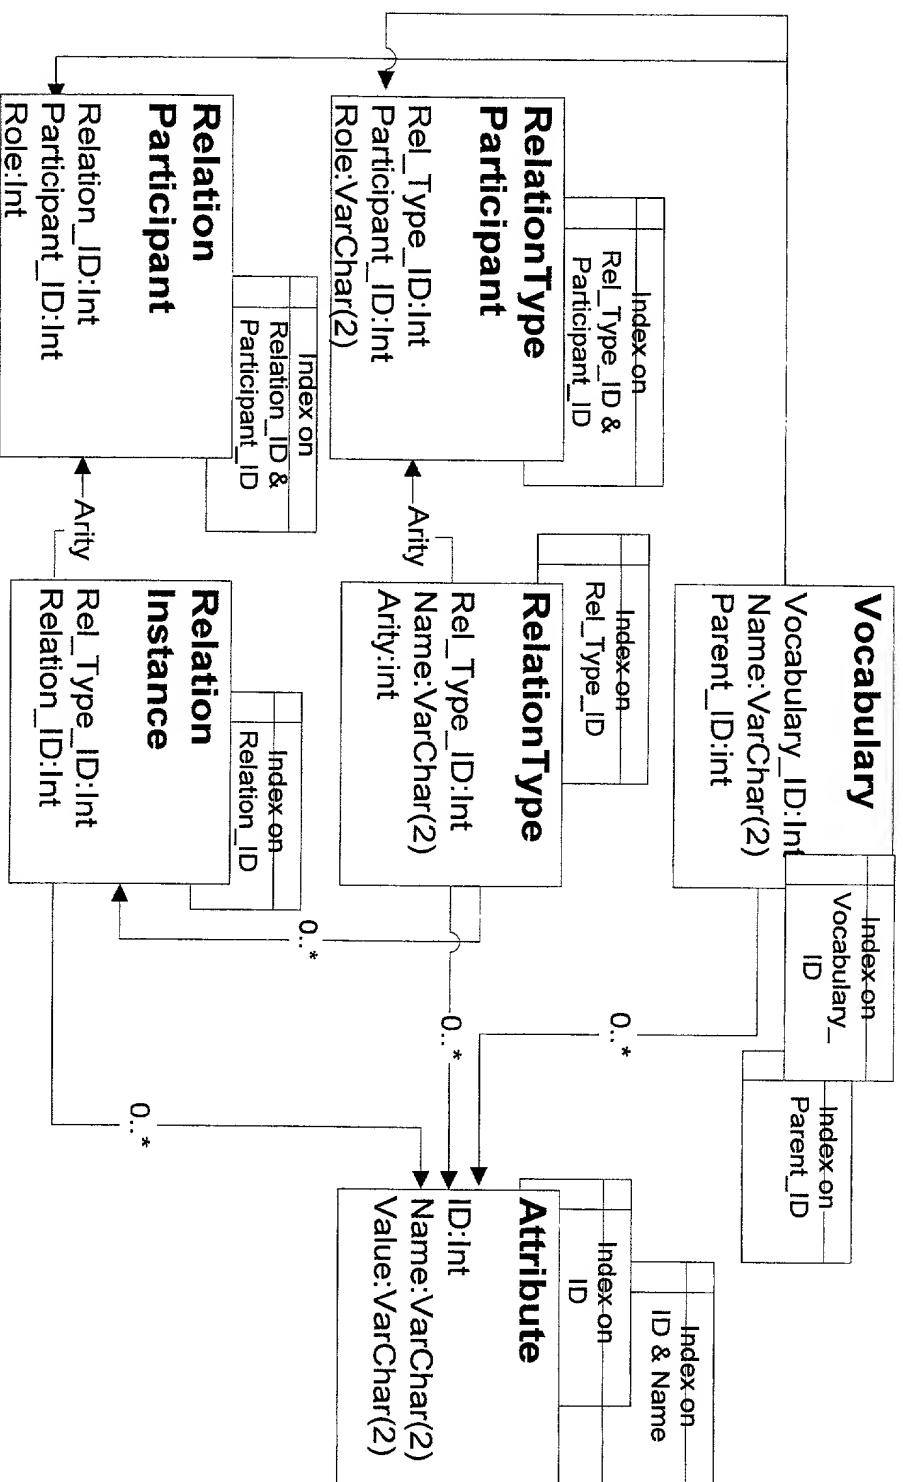 Vocabulary
Vocabulary_ID:Int
Name:VarChar(2)
Parent_ID:int
Index on
Vocabulary_
ID
Index on
Parent_ID
0..*
Index on
Rel_Type_ID &
Participant_ID
RelationType
Participant
Rel_Type_ID:Int
Participant_ID:Int
Role:VarChar(2)
Arity
Index on
Rel_Type_ID
RelationType
Rel_Type_ID:Int
Name:VarChar(2)
Arity:int
0..*
Index on
ID & Name
Index on
ID
Attribute
ID:Int
Name:VarChar(2)
Value:VarChar(2)
Index on
Relation_ID &
Participant_ID
Relation
Participant
Relation_ID:Int
Participant_ID:Int
Role:Int
Arity
Index on
Relation_ID
Relation
Instance
Rel_Type_ID:Int
Relation_ID:Int
0..*
0..*